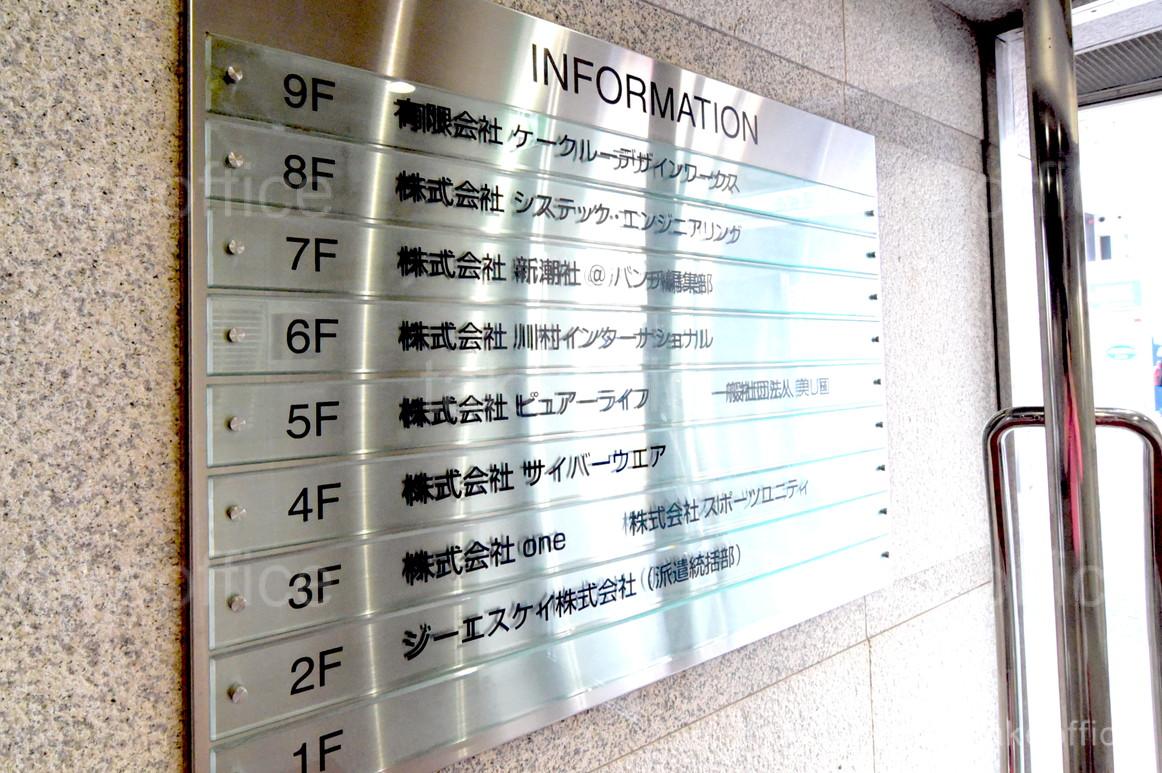 INFORMATION
9F 有限会社 ケークルーデザインワークス
8F 株式会社 システック・エンジニアリング
7F 株式会社 新潮社 @バンチ編集部
6F 株式会社 川村インターナショナル
5F 株式会社 ピュアーライフ 一般社団法人 美し国
4F 株式会社 サイバーウエア
3F 株式会社 one 株式会社 スポーツユニティ
2F ジーエスケイ株式会社 (派遣統括部)
1F
office
office